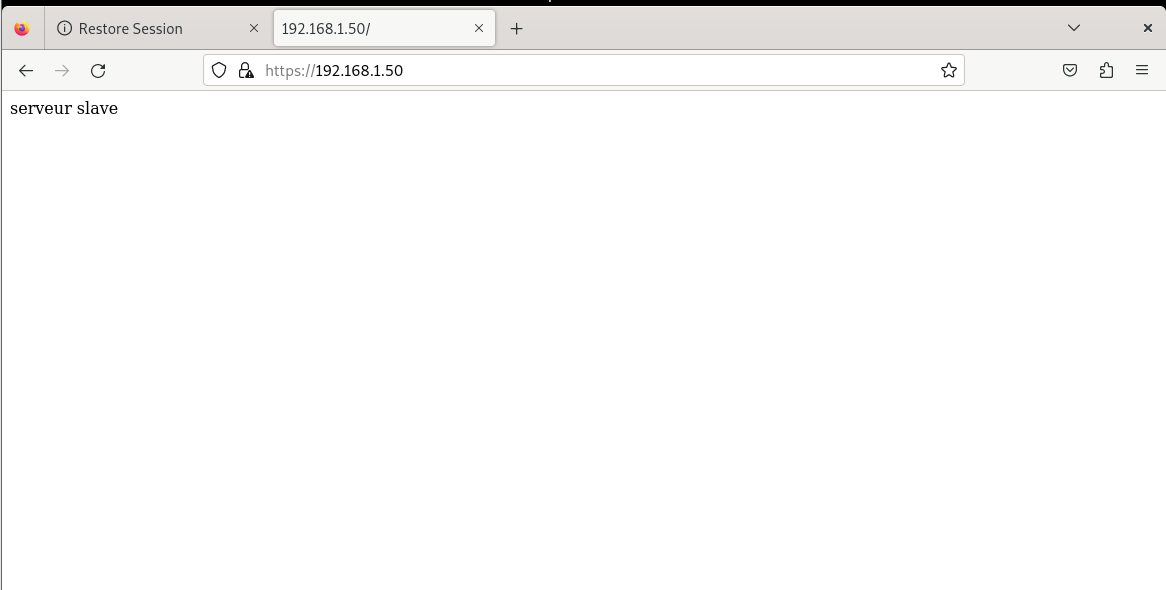 Restore Session
192.168.1.50/
https://192.168.1.50
serveur slave